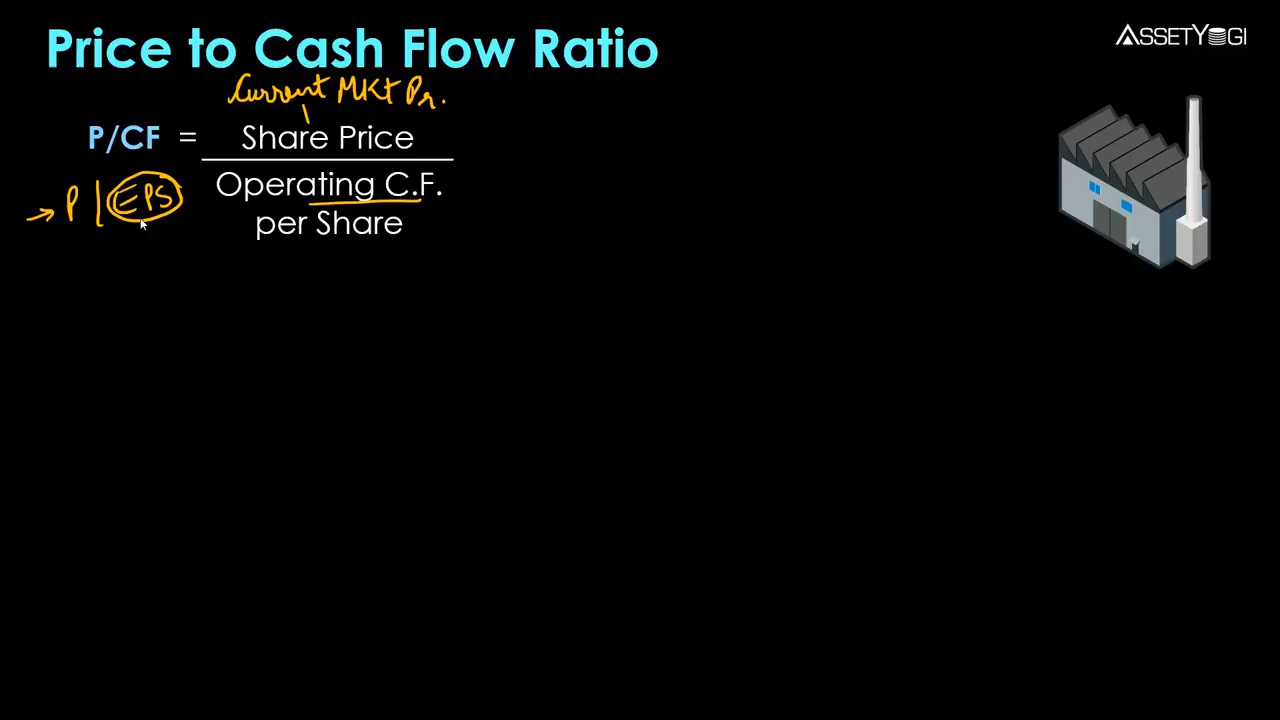 Price to Cash Flow Ratio
ASSETYOGI
Current MKt Pr.
P/CF = Share Price
Operating C.F.
per Share
→ P | EPS